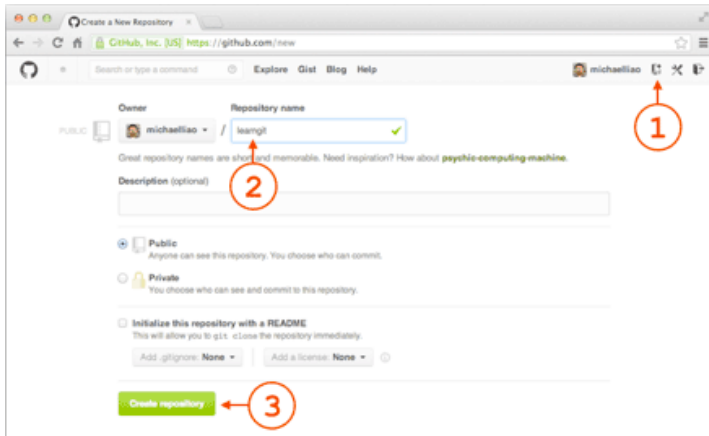 Create a New Repository
GitHub, Inc. [US] https://github.com/new
Search or type a command Explore Gist Blog Help michaelliao
1
Owner Repository name
PUBLIC michaelliao / learngit
Great repository names are short and memorable. Need inspiration? How about psychic-computing-machine.
2
Description (optional)
Public
Anyone can see this repository. You choose who can commit.
Private
You choose who can see and commit to this repository.
Initialize this repository with a README
This will allow you to git clone the repository immediately.
Add .gitignore: None Add a license: None
Create repository
3